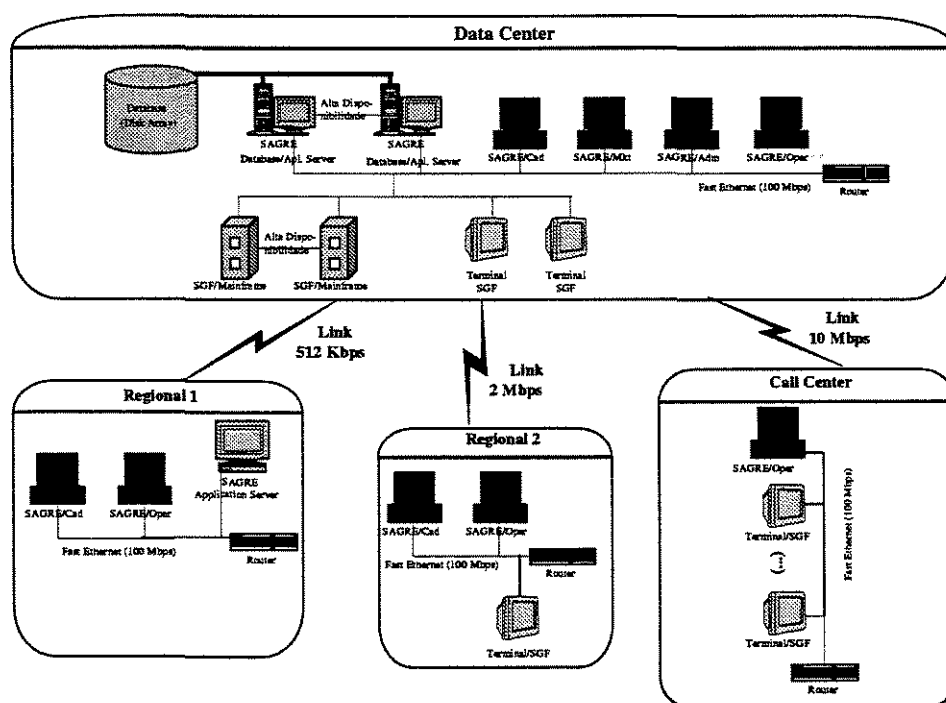 Data Center
Database
(Disk Array)
Alta Dispo-
nibilidade
SAGRE
Database/Apl. Server
SAGRE
Database/Apl. Server
SAGRE/Cad
SAGRE/Mkt
SAGRE/Adm
SAGRE/Oper
Fast Ethernet (100 Mbps)
Router
Alta Dispo-
nibilidade
SGF/Mainframe
SGF/Mainframe
Terminal
SGF
Terminal
SGF
Link
512 Kbps
Link
2 Mbps
Link
10 Mbps
Regional 1
SAGRE/Cad
SAGRE/Oper
SAGRE
Application Server
Fast Ethernet (100 Mbps)
Router
Regional 2
SAGRE/Cad
SAGRE/Oper
Fast Ethernet (100 Mbps)
Router
Terminal/SGF
Call Center
SAGRE/Oper
Terminal/SGF
(...)
Terminal/SGF
Fast Ethernet (100 Mbps)
Router